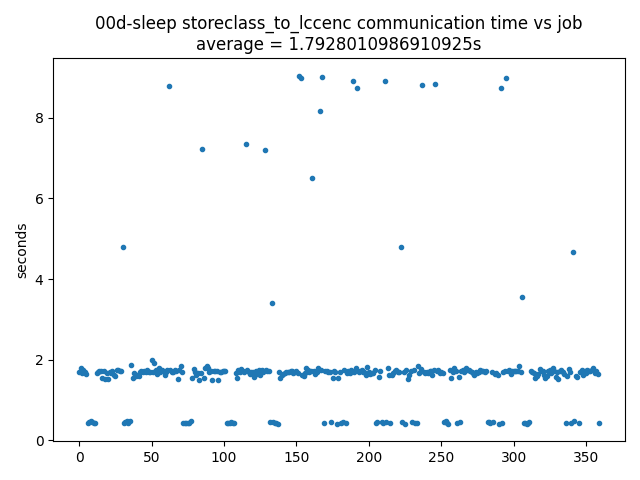 00d-sleep storeclass_to_lccenc communication time vs job
average = 1.7928010986910925s
seconds
8
6
4
2
0
0 50 100 150 200 250 300 350